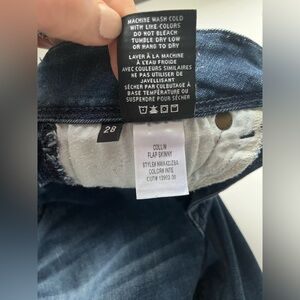 MACHINE WASH COLD
WITH LIKE COLORS
DO NOT BLEACH
TUMBLE DRY LOW
OR HANG TO DRY
LAVER À LA MACHINE
À L'EAU FROIDE
AVEC COULEURS SIMILAIRES
NE PAS UTILISER DE
JAVELLISANT
SÉCHER PAR CULBUTAGE À
BASE TEMPÉRATURE OU
SUSPENDRE POUR SÉCHER
28
COLLIN
FLAP SKINNY